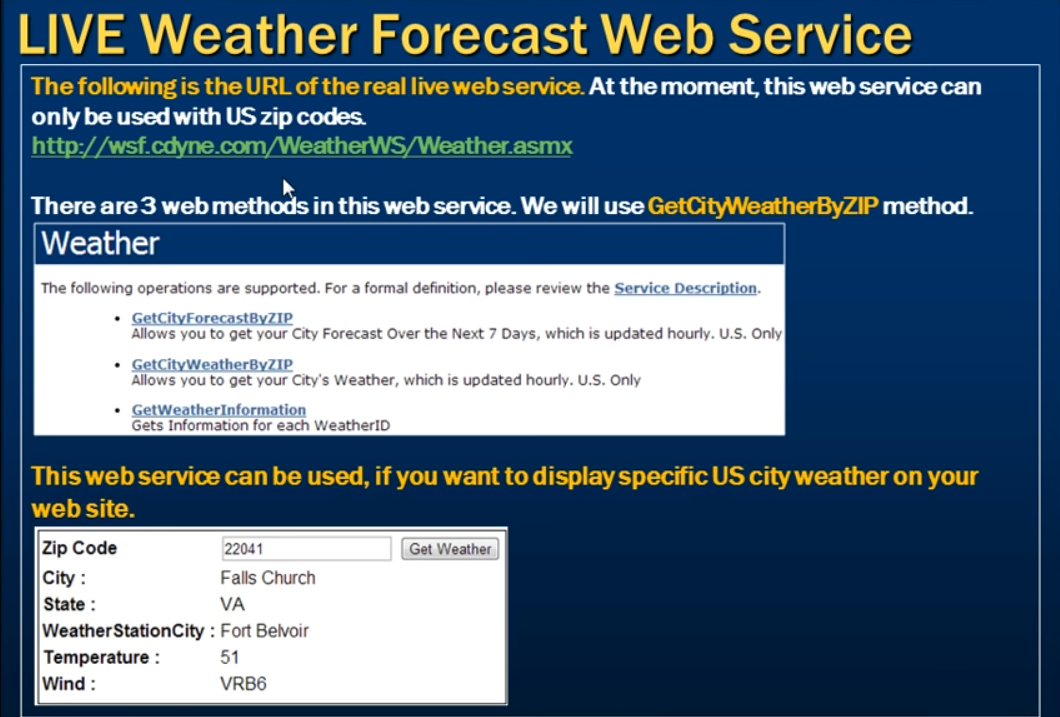 LIVE Weather Forecast Web Service
The following is the URL of the real live web service. At the moment, this web service can
only be used with US zip codes.
http://wsf.cdyne.com/WeatherWS/Weather.asmx
There are 3 web methods in this web service. We will use GetCityWeatherByZIP method.
Weather
The following operations are supported. For a formal definition, please review the Service Description.
• GetCityForecastByZIP
Allows you to get your City Forecast Over the Next 7 Days, which is updated hourly. U.S. Only
• GetCityWeatherByZIP
Allows you to get your City's Weather, which is updated hourly. U.S. Only
• GetWeatherInformation
Gets Information for each WeatherID
This web service can be used, if you want to display specific US city weather on your
web site.
Zip Code 22041 Get Weather
City : Falls Church
State : VA
WeatherStationCity : Fort Belvoir
Temperature : 51
Wind : VRB6